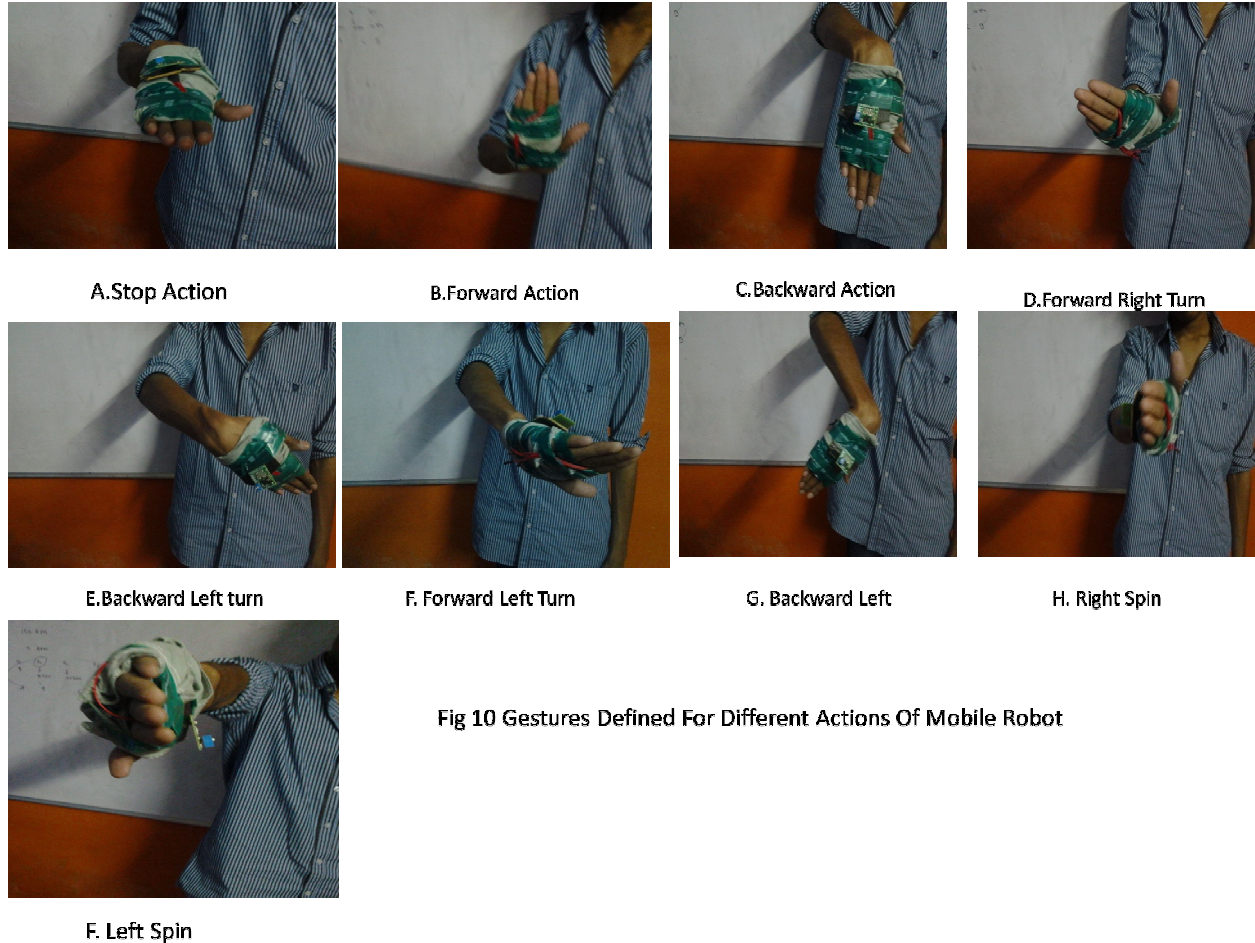 A.Stop Action
B.Forward Action
C.Backward Action
D.Forward Right Turn
E.Backward Left turn
F. Forward Left Turn
G. Backward Left
H. Right Spin
Fig 10 Gestures Defined For Different Actions Of Mobile Robot
F. Left Spin